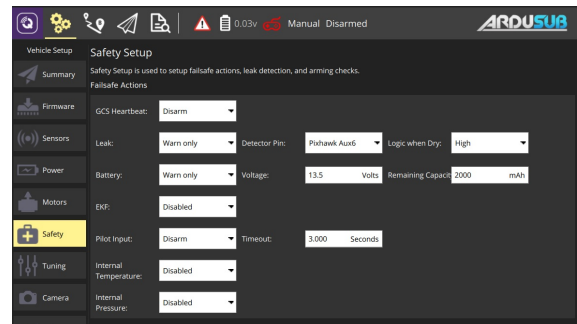 0.03v Manual Disarmed ARDUSUB
Vehicle Setup
Summary
Firmware
Sensors
Power
Motors
Safety
Tuning
Camera
Safety Setup
Safety Setup is used to setup failsafe actions, leak detection, and arming checks.
Failsafe Actions
GCS Heartbeat: Disarm
Leak: Warn only Detector Pin: Pixhawk Aux6 Logic when Dry: High
Battery: Warn only Voltage: 13.5 Volts Remaining Capacit 2000 mAh
EKF: Disabled
Pilot Input: Disarm Timeout: 3.000 Seconds
Internal
Temperature: Disabled
Internal
Pressure: Disabled